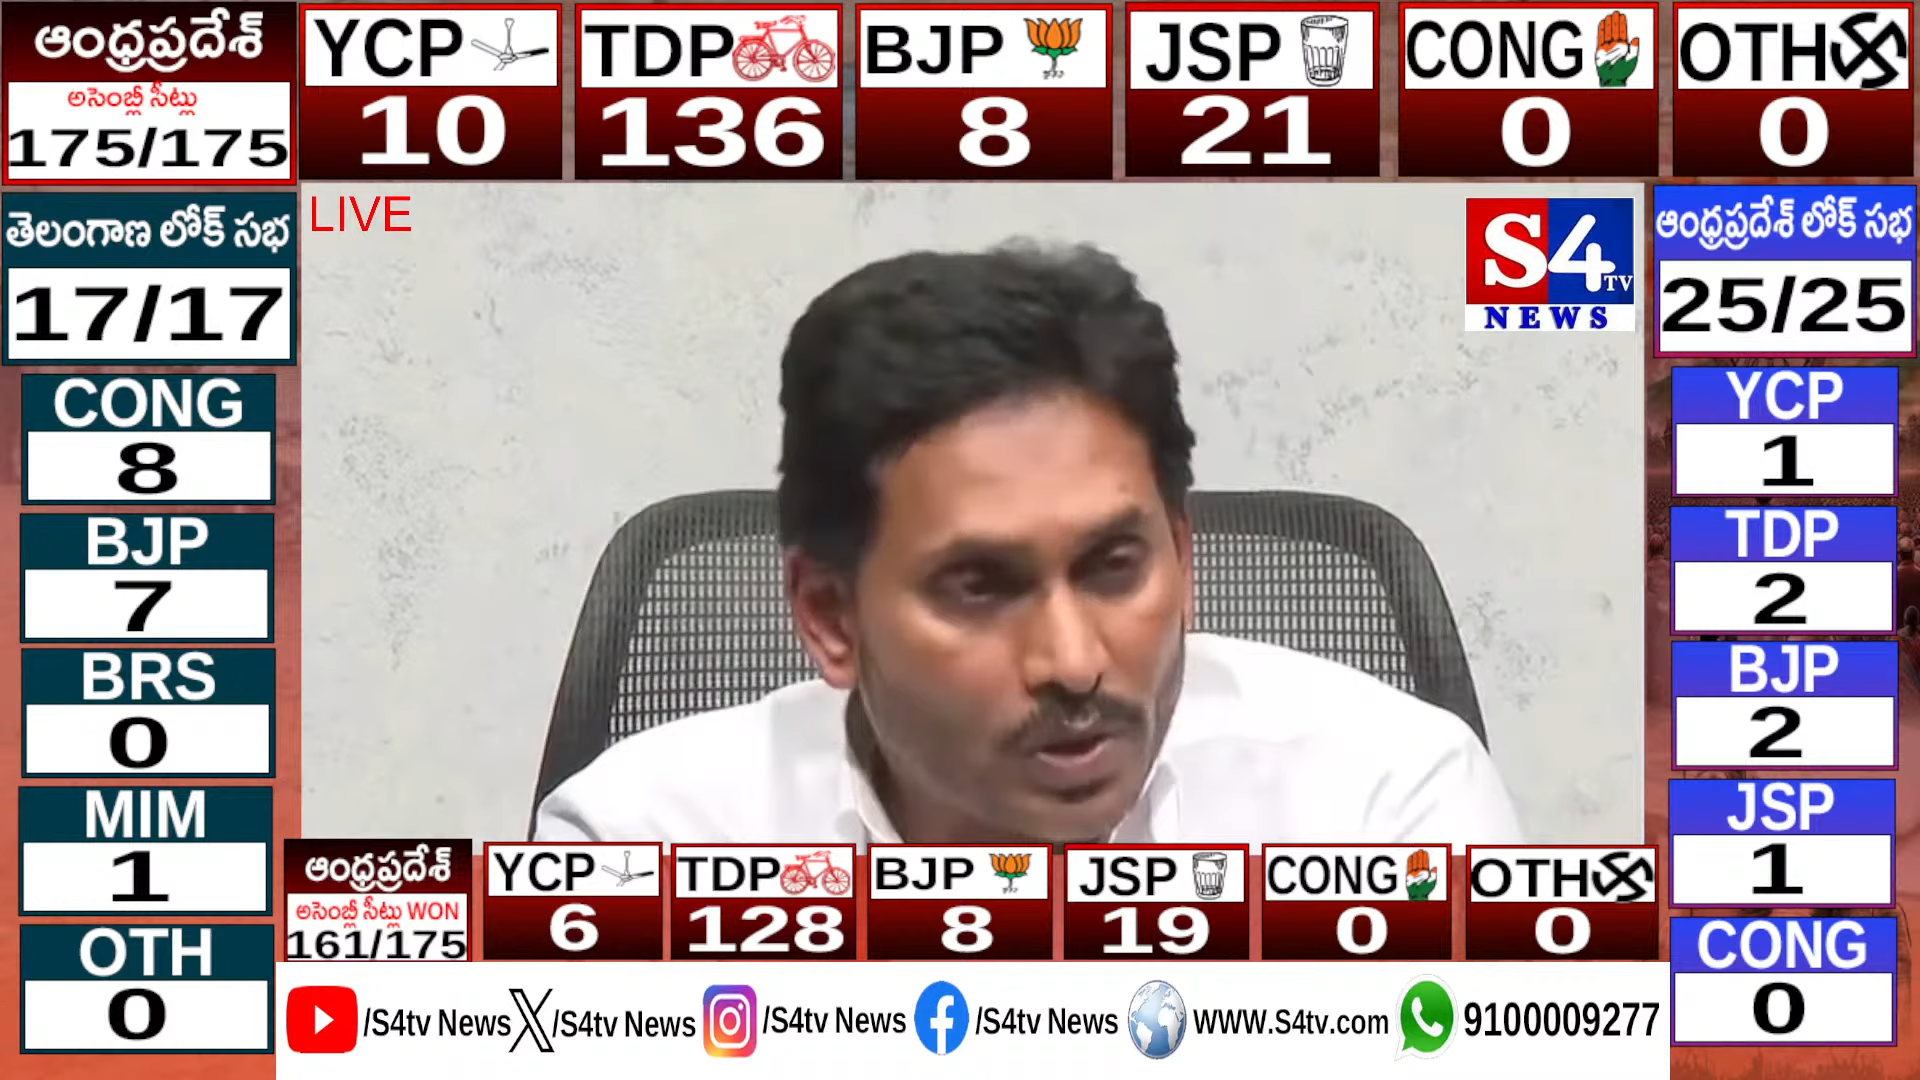 ఆంధ్రప్రదేశ్
అసెంబ్లీ సీట్లు
175/175
YCP
10
TDP
136
BJP
8
JSP
21
CONG
0
OTH
0
తెలంగాణ లోక్ సభ
17/17
CONG
8
BJP
7
BRS
0
MIM
1
OTH
0
LIVE
S4 TV
NEWS
ఆంధ్రప్రదేశ్ లోక్ సభ
25/25
YCP
1
TDP
2
BJP
2
JSP
1
CONG
0
ఆంధ్రప్రదేశ్
అసెంబ్లీ సీట్లు WON
161/175
YCP
6
TDP
128
BJP
8
JSP
19
CONG
0
OTH
0
/S4tv News /S4tv News /S4tv News /S4tv News www.S4tv.com 9100009277